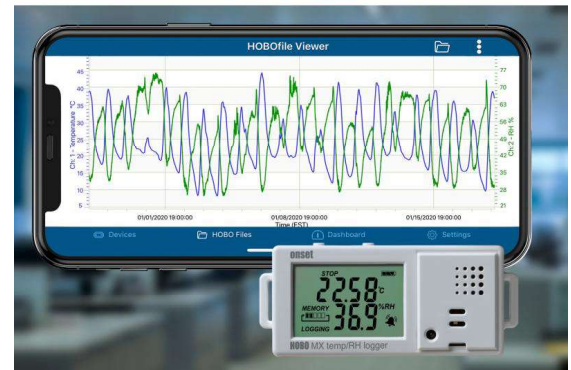 HOBOfile Viewer
45
40
35
30
25
20
15
10
5
Ch: 1 - Temperature °C
77
70
63
56
49
42
35
28
21
Ch:2 - RH %
01/01/2020 19:00:00
01/08/2020 19:00:00
01/15/2020 19:00:00
Time (EST)
Devices
HOBO Files
Dashboard
Settings
onset
STOP
22.58°C
MEMORY
36.9%RH
LOGGING
HOBO MX temp/RH logger